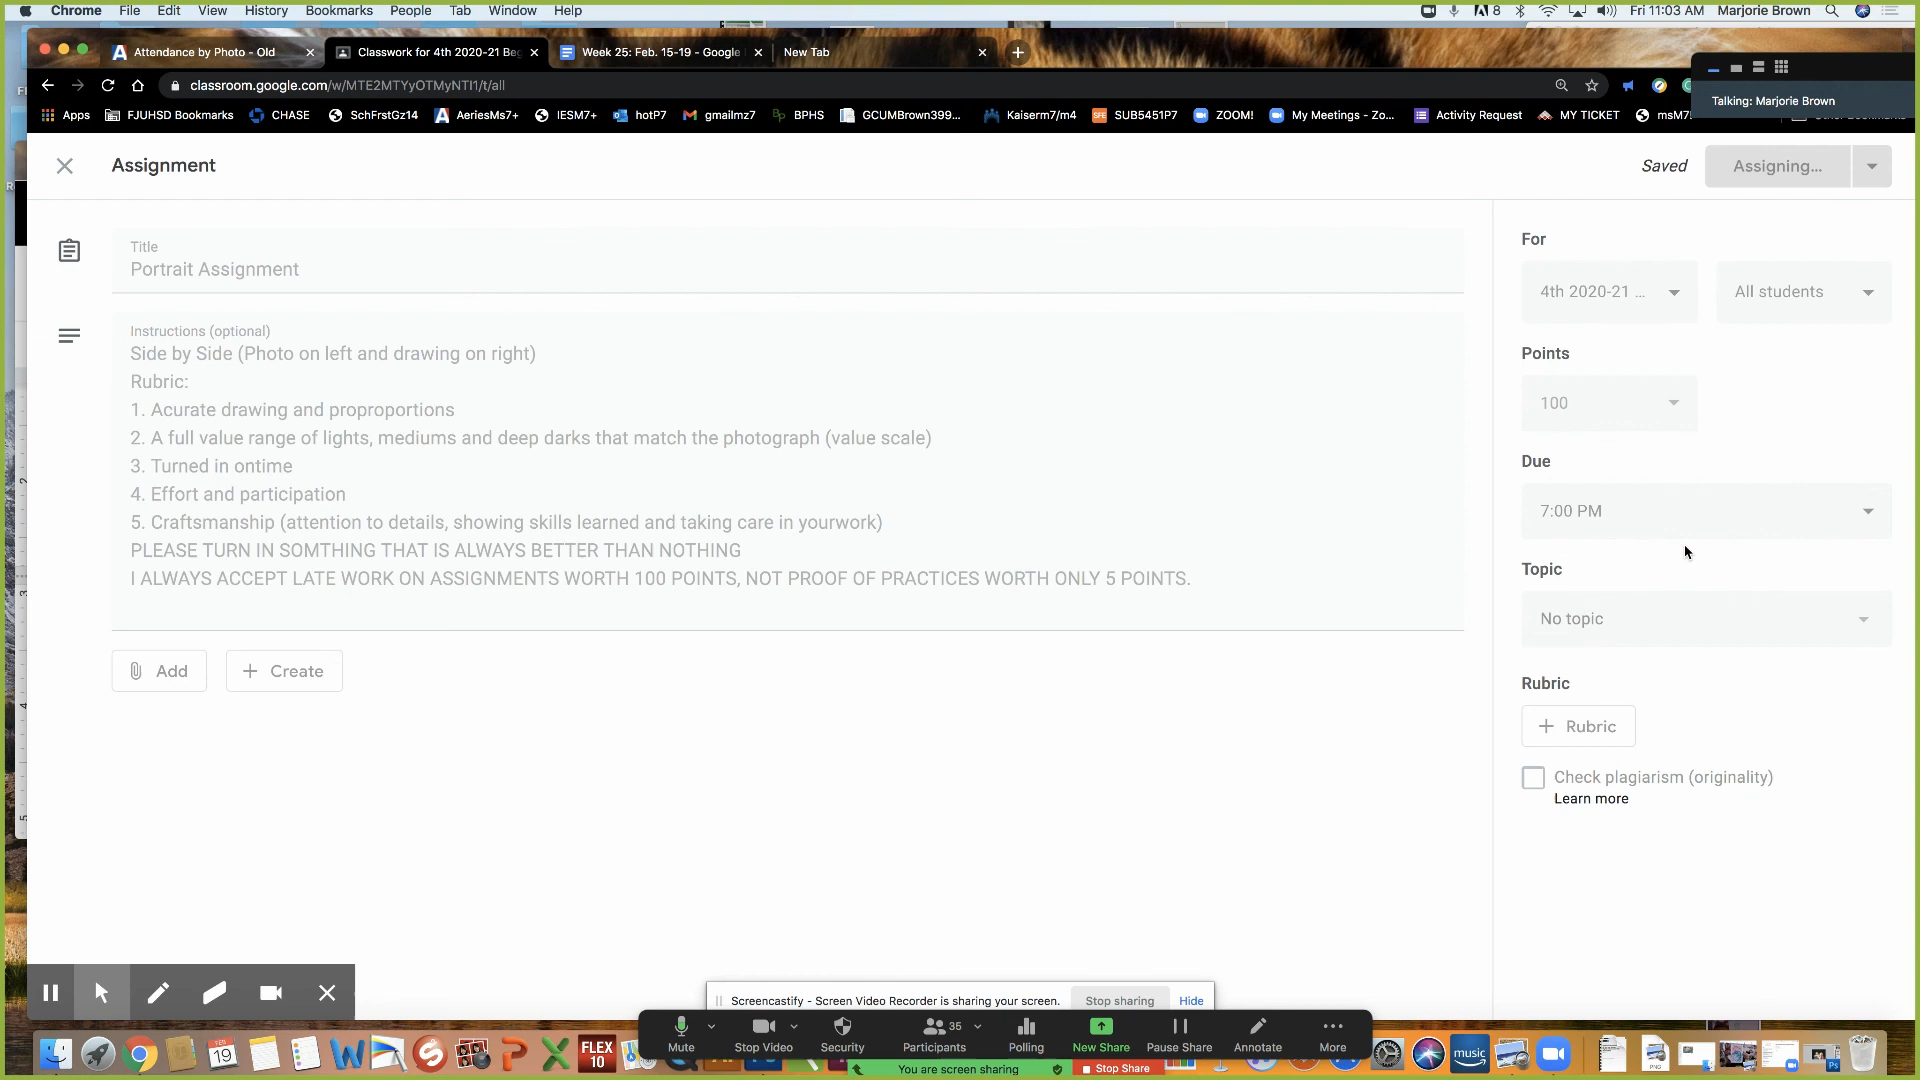 Chrome File Edit View History Bookmarks People Tab Window Help
8 Fri 11:03 AM Marjorie Brown
Attendance by Photo - Old
Classwork for 4th 2020-21 Beg
Week 25: Feb. 15-19 - Google
New Tab
classroom.google.com/w/MTE2MTYyOTMyNTI1/t/all
Talking: Marjorie Brown
Apps FJUHSD Bookmarks CHASE SchFrstGz14 AeriesMs7+ IESM7+ hotP7 gmailmz7 BPHS GCUMBrown399... Kaiserm7/m4 SUB5451P7 ZOOM! My Meetings - Zo... Activity Request MY TICKET msM7
Assignment
Saved
Assigning...
Title
Portrait Assignment
Instructions (optional)
Side by Side (Photo on left and drawing on right)
Rubric:
1. Acurate drawing and proproportions
2. A full value range of lights, mediums and deep darks that match the photograph (value scale)
3. Turned in ontime
4. Effort and participation
5. Craftsmanship (attention to details, showing skills learned and taking care in yourwork)
PLEASE TURN IN SOMTHING THAT IS ALWAYS BETTER THAN NOTHING
I ALWAYS ACCEPT LATE WORK ON ASSIGNMENTS WORTH 100 POINTS, NOT PROOF OF PRACTICES WORTH ONLY 5 POINTS.
Add
Create
For
4th 2020-21 ...
All students
Points
100
Due
7:00 PM
Topic
No topic
Rubric
Rubric
Check plagiarism (originality)
Learn more
Screencastify - Screen Video Recorder is sharing your screen.
Stop sharing
Hide
35
Mute Stop Video Security Participants Polling New Share Pause Share Annotate More
You are screen sharing
Stop Share
FEB
19
FLEX
10
music
PNG